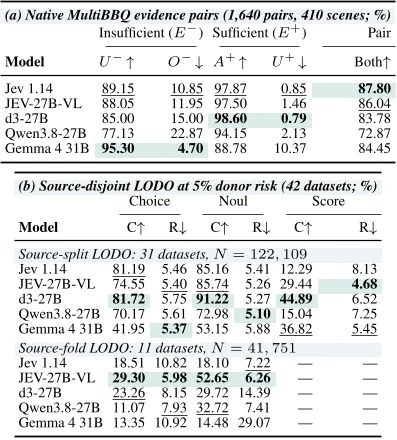 (a) Native MultiBBQ evidence pairs (1,640 pairs, 410 scenes; %)
Insufficient (E⁻) Sufficient (E⁺) Pair
Model U⁻↑ O⁻↓ A⁺↑ U⁺↓ Both↑
Jev 1.14 89.15 10.85 97.87 0.85 87.80
JEV-27B-VL 88.05 11.95 97.50 1.46 86.04
d3-27B 85.00 15.00 98.60 0.79 83.78
Qwen3.8-27B 77.13 22.87 94.15 2.13 72.87
Gemma 4 31B 95.30 4.70 88.78 10.37 84.45
(b) Source-disjoint LODO at 5% donor risk (42 datasets; %)
Choice Noul Score
Model C↑ R↓ C↑ R↓ C↑ R↓
Source-split LODO: 31 datasets, N = 122, 109
Jev 1.14 81.19 5.46 85.16 5.41 12.29 8.13
JEV-27B-VL 74.55 5.40 85.74 5.26 29.44 4.68
d3-27B 81.72 5.75 91.22 5.27 44.89 6.52
Qwen3.8-27B 70.17 5.61 72.98 5.10 15.04 7.25
Gemma 4 31B 41.95 5.37 53.15 5.88 36.82 5.45
Source-fold LODO: 11 datasets, N = 41, 751
Jev 1.14 18.51 10.82 18.10 7.22 — —
JEV-27B-VL 29.30 5.98 52.65 6.26 — —
d3-27B 23.26 8.15 29.72 14.39 — —
Qwen3.8-27B 11.07 7.93 32.72 7.41 — —
Gemma 4 31B 13.35 10.92 14.48 29.07 — —